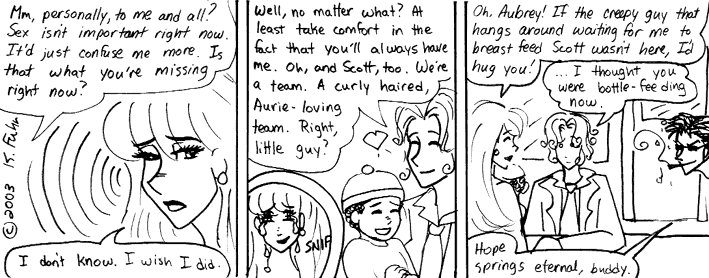 Mm, personally, to me and all?
Sex isn't important right now.
It'd just confuse me more. Is
that what you're missing
right now?
I don't know. I wish I did.
©2003 K. Fehr
Well, no matter what? At
least take comfort in the
fact that you'll always have
me. Oh, and Scott, too. We're
a team. A curly haired,
Aurie-loving
team. Right,
little guy?
SNIF
Oh, Aubrey! If the creepy guy that
hangs around waiting for me to
breast feed Scott wasn't here, I'd
hug you!
... I thought you
were bottle-feeding
now.
Hope
springs eternal, buddy.